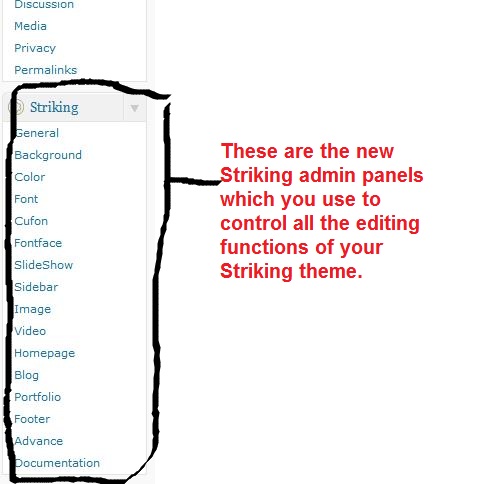 Discussion
Media
Privacy
Permalinks
Striking
General
Background
Color
Font
Cufon
Fontface
SlideShow
Sidebar
Image
Video
Homepage
Blog
Portfolio
Footer
Advance
Documentation
These are the new
Striking admin panels
which you use to
control all the editing
functions of your
Striking theme.